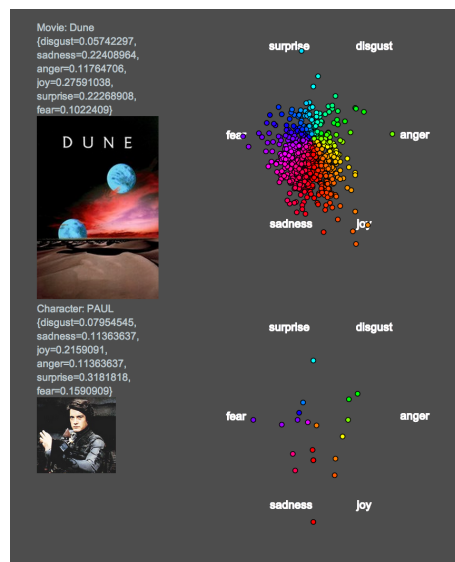 Movie: Dune
{disgust=0.05742297,
sadness=0.22408964,
anger=0.11764706,
joy=0.27591038,
surprise=0.22268908,
fear=0.1022409}
DUNE
surprise disgust
fear anger
sadness joy
Character: PAUL
{disgust=0.07954545,
sadness=0.11363637,
joy=0.2159091,
anger=0.11363637,
surprise=0.3181818,
fear=0.1590909}
surprise disgust
fear anger
sadness joy